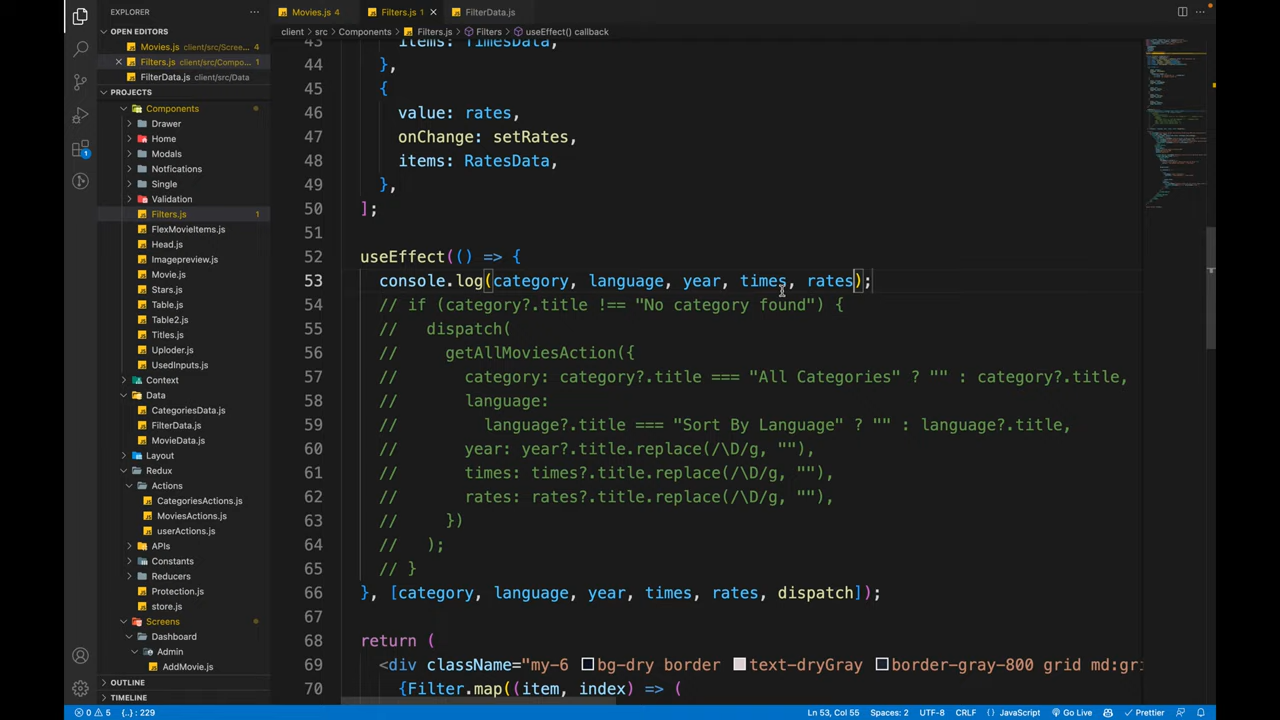 EXPLORER
OPEN EDITORS
Movies.js client/src/Scree... 4
Filters.js client/src/Compo... 1
FilterData.js client/src/Data
PROJECTS
Components
Drawer
Home
Modals
Notfications
Single
Validation
Filters.js 1
FlexMovieItems.js
Head.js
Imagepreview.js
Movie.js
Stars.js
Table.js
Table2.js
Titles.js
Uploder.js
UsedInputs.js
Context
Data
CategoriesData.js
FilterData.js
MovieData.js
Layout
Redux
Actions
CategoriesActions.js
MoviesActions.js
userActions.js
APIs
Constants
Reducers
Protection.js
store.js
Screens
Dashboard
Admin
AddMovie.js
OUTLINE
TIMELINE
1
Movies.js 4 Filters.js 1 FilterData.js
client > src > Components > Filters.js > Filters > useEffect() callback
43 items: TimesData,
44 },
45 {
46 value: rates,
47 onChange: setRates,
48 items: RatesData,
49 },
50 ];
51
52 useEffect(() => {
53 console.log(category, language, year, times, rates);
54 // if (category?.title !== "No category found") {
55 // dispatch(
56 // getAllMoviesAction({
57 // category: category?.title === "All Categories" ? "" : category?.title,
58 // language:
59 // language?.title === "Sort By Language" ? "" : language?.title,
60 // year: year?.title.replace(/\D/g, ""),
61 // times: times?.title.replace(/\D/g, ""),
62 // rates: rates?.title.replace(/\D/g, ""),
63 // })
64 // );
65 // }
66 }, [category, language, year, times, rates, dispatch]);
67
68 return (
69 <div className="my-6 bg-dry border text-dryGray border-gray-800 grid md:gri
70 {Filter.map((item, index) => (
0 5 {..} : 229 Ln 53, Col 55 Spaces: 2 UTF-8 CRLF {} JavaScript Go Live Prettier